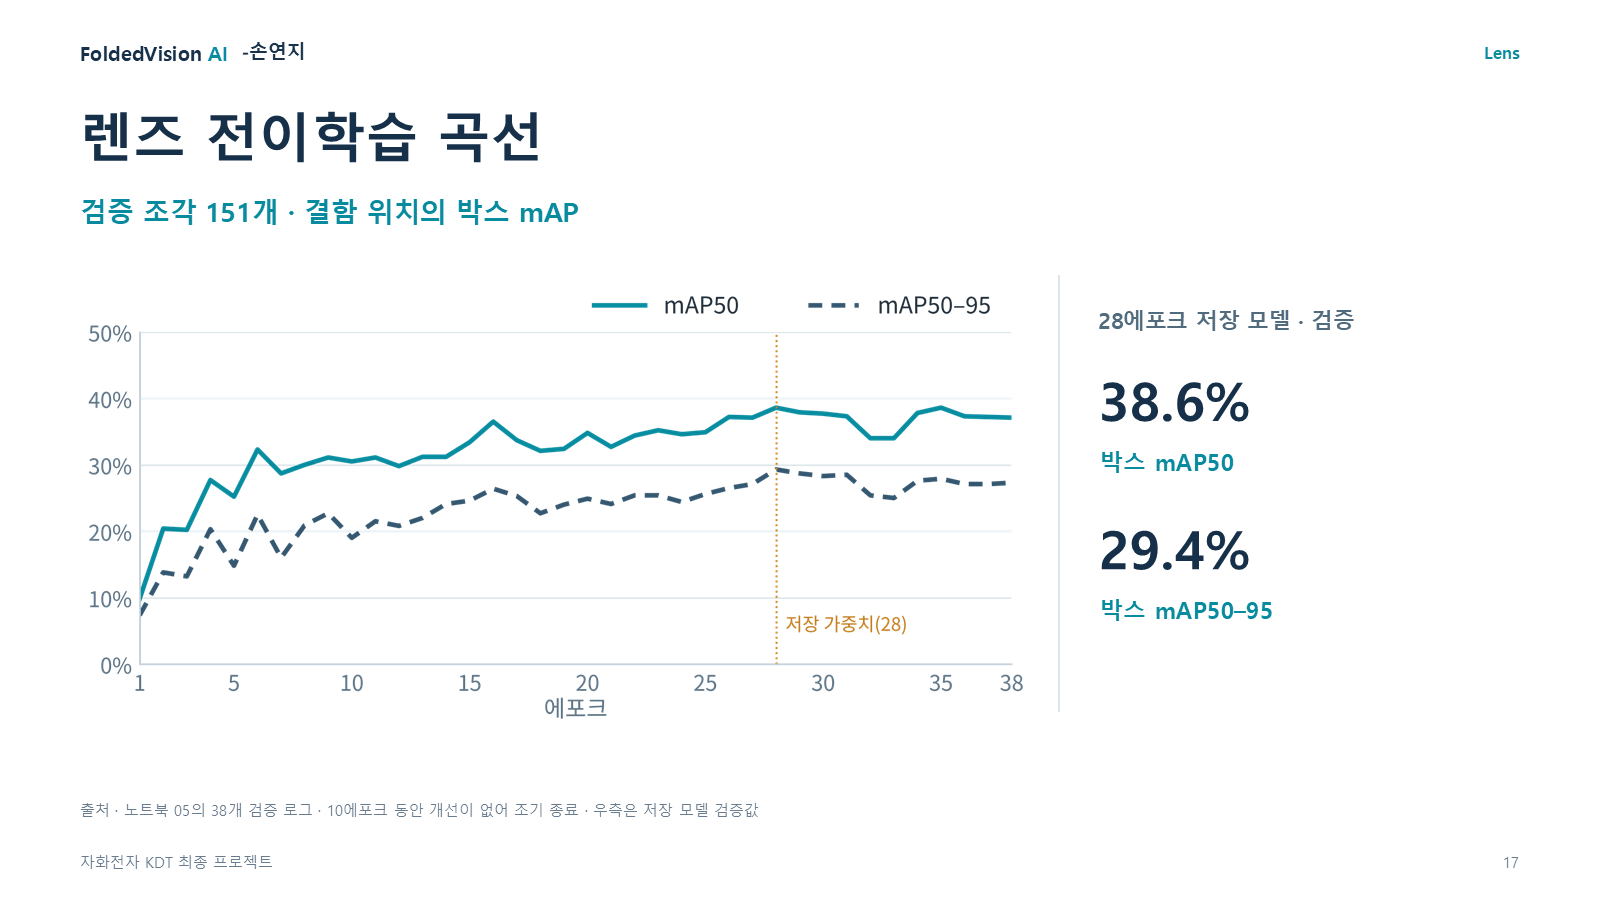 FoldedVision AI -손연지
Lens
렌즈 전이학습 곡선
검증 조각 151개 · 결함 위치의 박스 mAP
mAP50
mAP50–95
50%
40%
30%
20%
10%
0%
1 5 10 15 20 25 30 35 38
에포크
저장 가중치(28)
28에포크 저장 모델 · 검증
38.6%
박스 mAP50
29.4%
박스 mAP50–95
출처 · 노트북 05의 38개 검증 로그 · 10에포크 동안 개선이 없어 조기 종료 · 우측은 저장 모델 검증값
자화전자 KDT 최종 프로젝트
17